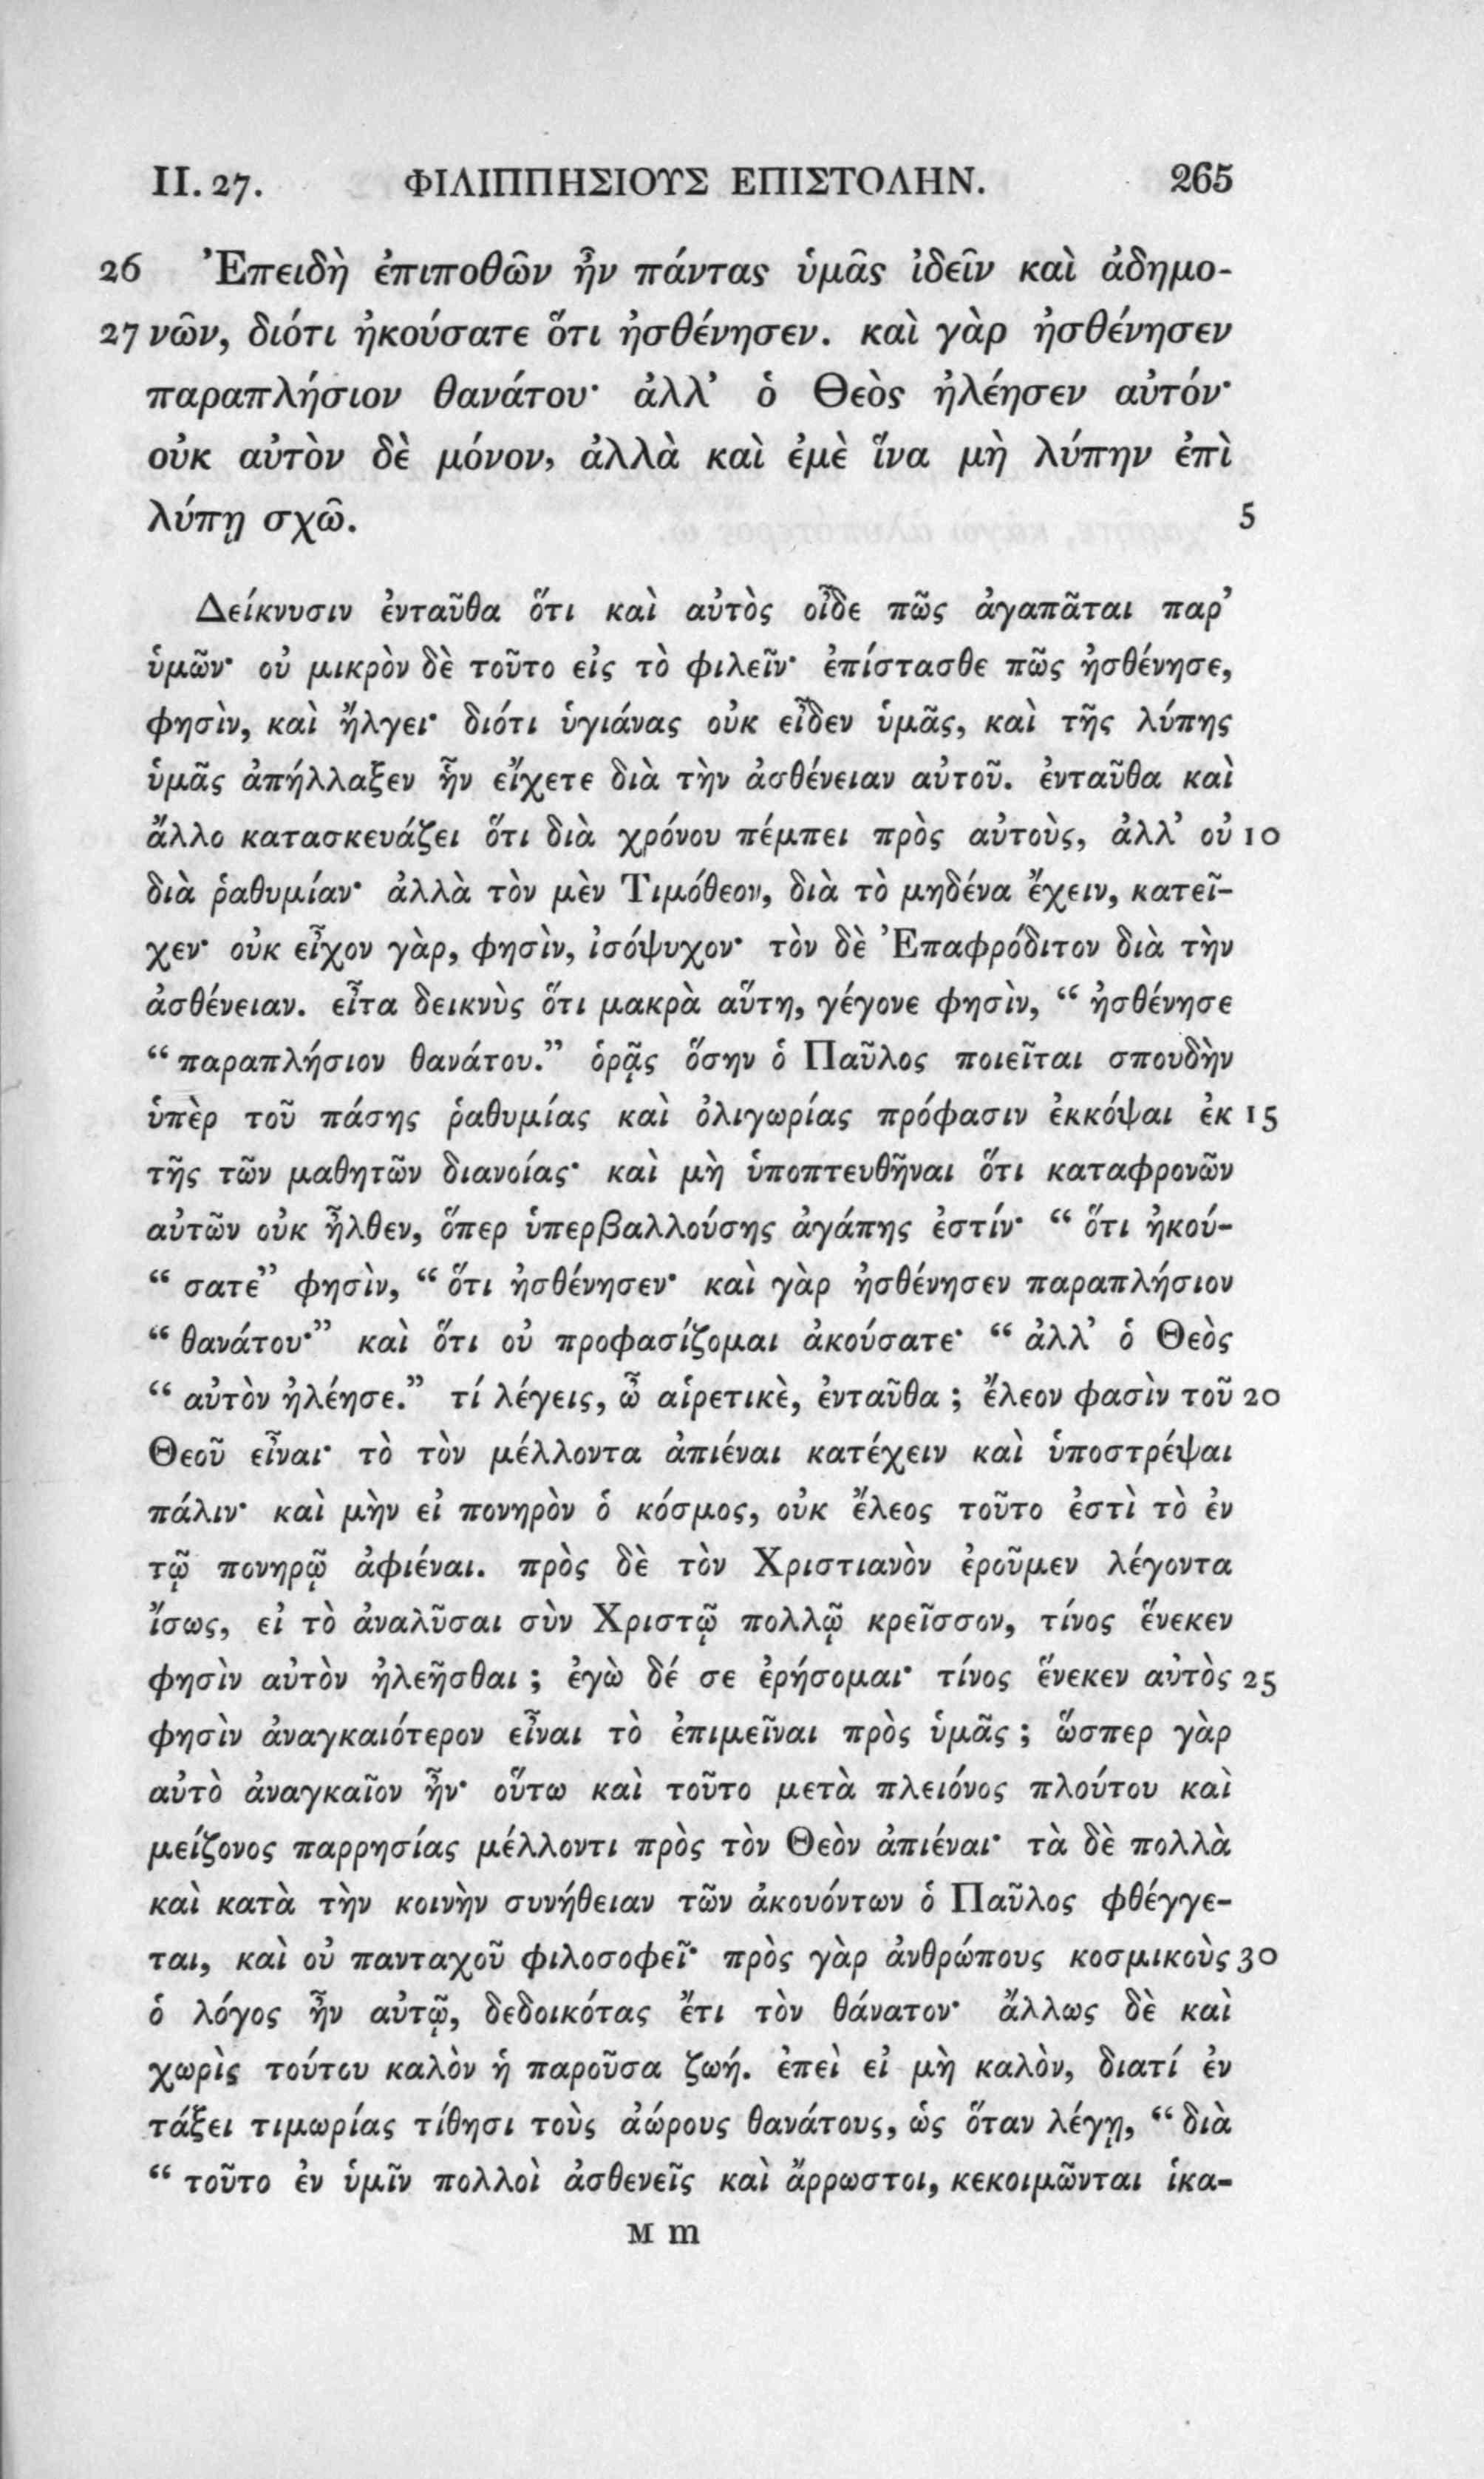 II. 27. ΦΙΛΙΠΠΗΣΙΟΥΣ ΕΠΙΣΤΟΛΗΝ. 265
26 Ἐπειδὴ ἐπιποθῶν ἦν πάντας ὑμᾶς ἰδεῖν καὶ ἀδημο-
27 νῶν, διότι ἠκούσατε ὅτι ἠσθένησεν. καὶ γὰρ ἠσθένησεν
παραπλήσιον θανάτου· ἀλλ’ ὁ Θεὸς ἠλέησεν αὐτόν·
οὐκ αὐτὸν δὲ μόνον, ἀλλὰ καὶ ἐμὲ ἵνα μὴ λύπην ἐπὶ
λύπῃ σχῶ. 5
Δείκνυσιν ἐνταῦθα ὅτι καὶ αὐτὸς οἶδε πῶς ἀγαπᾶται παρ’
ὑμῶν· οὐ μικρὸν δὲ τοῦτο εἰς τὸ φιλεῖν· ἐπίστασθε πῶς ἠσθένησε,
φησὶν, καὶ ἤλγει· διότι ὑγιάνας οὐκ εἶδεν ὑμᾶς, καὶ τῆς λύπης
ὑμᾶς ἀπήλλαξεν ἦν εἴχετε διὰ τὴν ἀσθένειαν αὐτοῦ. ἐνταῦθα καὶ
ἄλλο κατασκευάζει ὅτι διὰ χρόνου πέμπει πρὸς αὐτοὺς, ἀλλ’ οὐ 10
διὰ ῥαθυμίαν· ἀλλὰ τὸν μὲν Τιμόθεον, διὰ τὸ μηδένα ἔχειν, κατεῖ-
χεν· οὐκ εἶχον γὰρ, φησὶν, ἰσόψυχον· τὸν δὲ Ἐπαφρόδιτον διὰ τὴν
ἀσθένειαν. εἶτα δεικνὺς ὅτι μακρὰ αὕτη, γέγονε φησὶν, “ ἠσθένησε
“ παραπλήσιον θανάτου.” ὁρᾷς ὅσην ὁ Παῦλος ποιεῖται σπουδὴν
ὑπὲρ τοῦ πάσης ῥαθυμίας καὶ ὀλιγωρίας πρόφασιν ἐκκόψαι ἐκ 15
τῆς τῶν μαθητῶν διανοίας· καὶ μὴ ὑποπτευθῆναι ὅτι καταφρονῶν
αὐτῶν οὐκ ἦλθεν, ὅπερ ὑπερβαλλούσης ἀγάπης ἐστίν· “ ὅτι ἠκού-
“ σατε” φησὶν, “ ὅτι ἠσθένησεν· καὶ γὰρ ἠσθένησεν παραπλήσιον
“ θανάτου·” καὶ ὅτι οὐ προφασίζομαι ἀκούσατε· “ ἀλλ’ ὁ Θεὸς
“ αὐτὸν ἠλέησε.” τί λέγεις, ὦ αἱρετικὲ, ἐνταῦθα ; ἔλεον φασὶν τοῦ 20
Θεοῦ εἶναι· τὸ τὸν μέλλοντα ἀπιέναι κατέχειν καὶ ὑποστρέψαι
πάλιν· καὶ μὴν εἰ πονηρὸν ὁ κόσμος, οὐκ ἔλεος τοῦτο ἐστὶ τὸ ἐν
τῷ πονηρῷ ἀφιέναι. πρὸς δὲ τὸν Χριστιανὸν ἐροῦμεν λέγοντα
ἴσως, εἰ τὸ ἀναλῦσαι σὺν Χριστῷ πολλῷ κρεῖσσον, τίνος ἕνεκεν
φησὶν αὐτὸν ἠλεῆσθαι ; ἐγὼ δέ σε ἐρήσομαι· τίνος ἕνεκεν αὐτὸς 25
φησὶν ἀναγκαιότερον εἶναι τὸ ἐπιμεῖναι πρὸς ὑμᾶς ; ὥσπερ γὰρ
αὐτὸ ἀναγκαῖον ἦν· οὕτω καὶ τοῦτο μετὰ πλειόνος πλούτου καὶ
μείζονος παρρησίας μέλλοντι πρὸς τὸν Θεὸν ἀπιέναι· τὰ δὲ πολλὰ
καὶ κατὰ τὴν κοινὴν συνήθειαν τῶν ἀκουόντων ὁ Παῦλος φθέγγε-
ται, καὶ οὐ πανταχοῦ φιλοσοφεῖ· πρὸς γὰρ ἀνθρώπους κοσμικοὺς 30
ὁ λόγος ἦν αὐτῷ, δεδοικότας ἔτι τὸν θάνατον· ἄλλως δὲ καὶ
χωρὶς τούτου καλὸν ἡ παροῦσα ζωή. ἐπεὶ εἰ μὴ καλὸν, διατί ἐν
τάξει τιμωρίας τίθησι τοὺς ἀώρους θανάτους, ὡς ὅταν λέγῃ, “ διὰ
“ τοῦτο ἐν ὑμῖν πολλοὶ ἀσθενεῖς καὶ ἄρρωστοι, κεκοιμῶνται ἱκα-
M m